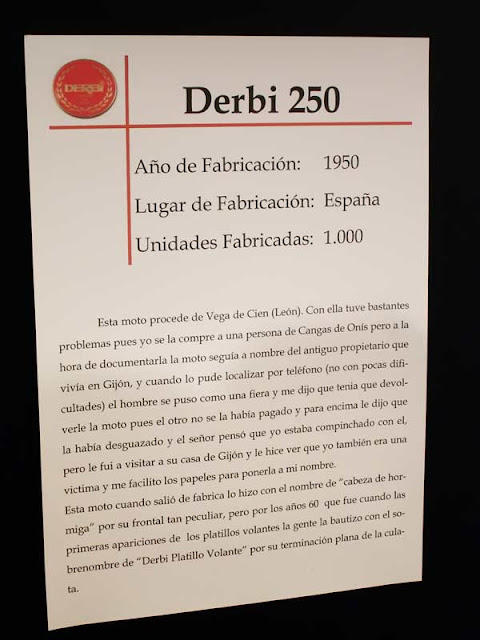 DERBI
Derbi 250
Año de Fabricación: 1950
Lugar de Fabricación: España
Unidades Fabricadas: 1.000
Esta moto procede de Vega de Cien (León). Con ella tuve bastantes
problemas pues yo se la compre a una persona de Cangas de Onís pero a la
hora de documentarla la moto seguía a nombre del antiguo propietario que
vivía en Gijón, y cuando lo pude localizar por teléfono (no con pocas difi-
cultades) el hombre se puso como una fiera y me dijo que tenia que devol-
verle la moto pues el otro no se la había pagado y para encima le dijo que
la había desguazado y el señor pensó que yo estaba compinchado con el,
pero le fui a visitar a su casa de Gijón y le hice ver que yo también era una
victima y me facilito los papeles para ponerla a mi nombre.
Esta moto cuando salió de fabrica lo hizo con el nombre de “cabeza de hor-
miga” por su frontal tan peculiar, pero por los años 60 que fue cuando las
primeras apariciones de los platillos volantes la gente la bautizo con el so-
brenombre de “Derbi Platillo Volante” por su terminación plana de la cula-
ta.